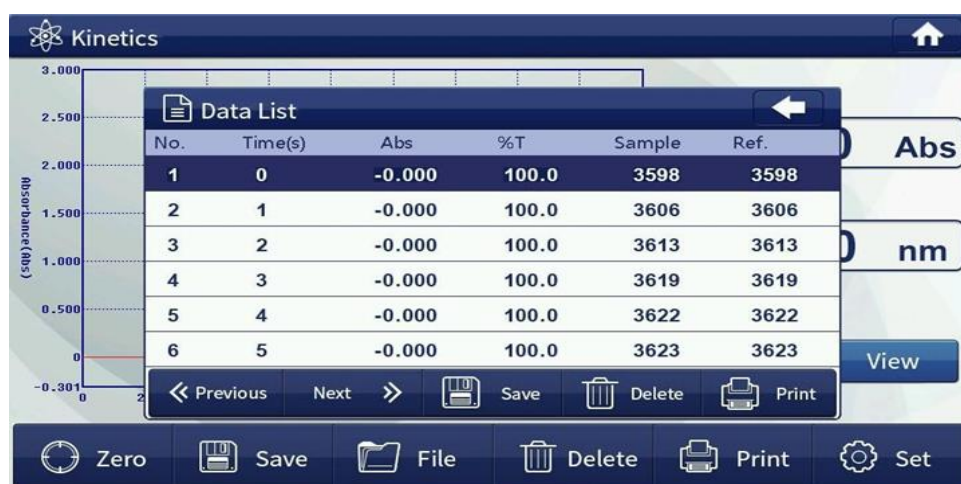 Kinetics
3.000
2.500
2.000
1.500
1.000
0.500
0
-0.301
Absorbance(Abs)
0
2
Data List
No. Time(s) Abs %T Sample Ref.
1 0 -0.000 100.0 3598 3598
2 1 -0.000 100.0 3606 3606
3 2 -0.000 100.0 3613 3613
4 3 -0.000 100.0 3619 3619
5 4 -0.000 100.0 3622 3622
6 5 -0.000 100.0 3623 3623
Previous Next Save Delete Print
0 Abs
0 nm
View
Zero Save File Delete Print Set